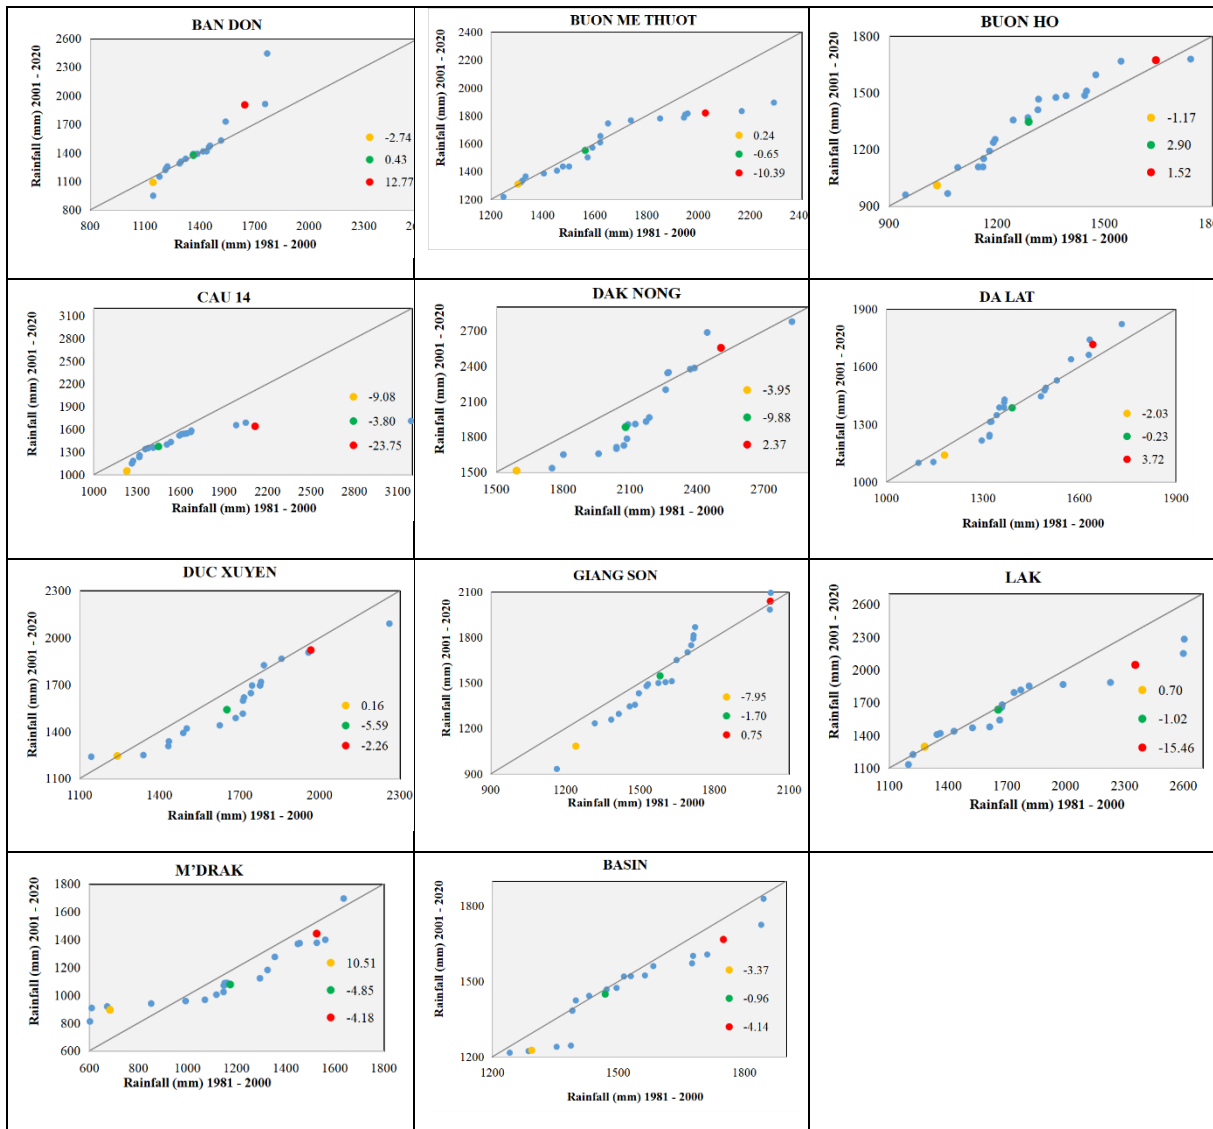 BAN DON
Rainfall (mm) 2001 - 2020
2600
2300
2000
1700
1400
1100
800
-2.74
0.43
12.77
800 1100 1400 1700 2000 2300
Rainfall (mm) 1981 - 2000
BUON ME THUOT
Rainfall (mm) 2001 - 2020
2400
2200
2000
1800
1600
1400
1200
0.24
-0.65
-10.39
1200 1400 1600 1800 2000 2200
Rainfall (mm) 1981 - 2000
BUON HO
Rainfall (mm) 2001 - 2020
1800
1500
1200
900
-1.17
2.90
1.52
900 1200 1500
Rainfall (mm) 1981 - 2000
CAU 14
Rainfall (mm) 2001 - 2020
3100
2800
2500
2200
1900
1600
1300
1000
-9.08
-3.80
-23.75
1000 1300 1600 1900 2200 2500 2800 3100
Rainfall (mm) 1981 - 2000
DAK NONG
Rainfall (mm) 2001 - 2020
2700
2400
2100
1800
1500
-3.95
-9.88
2.37
1500 1800 2100 2400 2700
Rainfall (mm) 1981 - 2000
DA LAT
Rainfall (mm) 2001 - 2020
1900
1600
1300
1000
-2.03
-0.23
3.72
1000 1300 1600 1900
Rainfall (mm) 1981 - 2000
DUC XUYEN
Rainfall (mm) 2001 - 2020
2300
2000
1700
1400
1100
0.16
-5.59
-2.26
1100 1400 1700 2000 2300
Rainfall (mm) 1981 - 2000
GIANG SON
Rainfall (mm) 2001 - 2020
2100
1800
1500
1200
900
-7.95
-1.70
0.75
900 1200 1500 1800 2100
Rainfall (mm) 1981 - 2000
LAK
Rainfall (mm) 2001 - 2020
2600
2300
2000
1700
1400
1100
0.70
-1.02
-15.46
1100 1400 1700 2000 2300 2600
Rainfall (mm) 1981 - 2000
M'DRAK
Rainfall (mm) 2001 - 2020
1800
1600
1400
1200
1000
800
600
10.51
-4.85
-4.18
600 800 1000 1200 1400 1600 1800
Rainfall (mm) 1981 - 2000
BASIN
Rainfall (mm) 2001 - 2020
1800
1500
1200
-3.37
-0.96
-4.14
1200 1500 1800
Rainfall (mm) 1981 - 2000